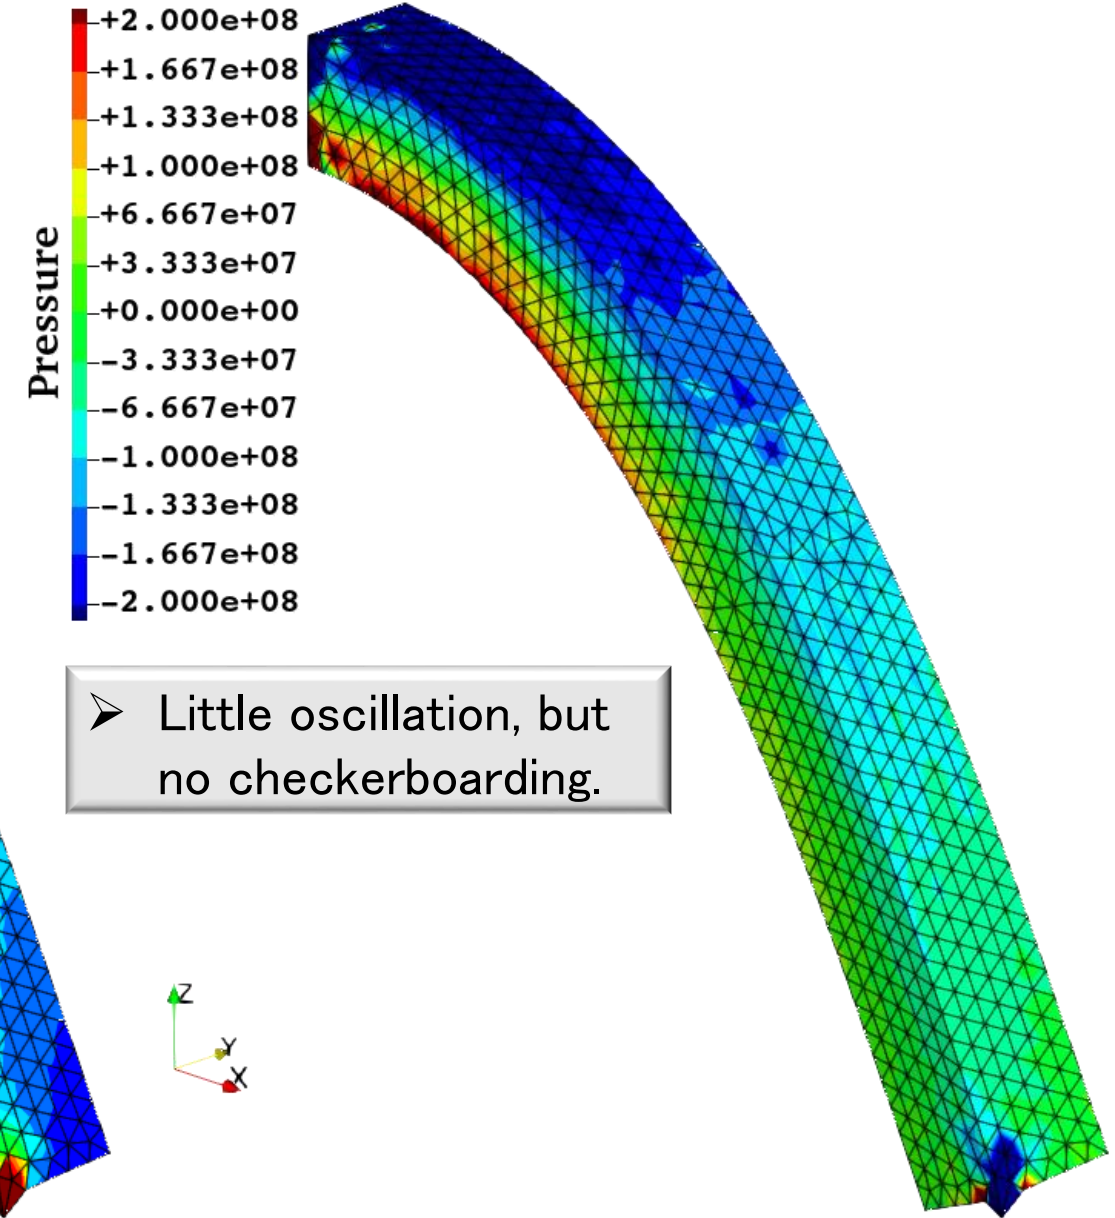 Pressure
+2.000e+08
+1.667e+08
+1.333e+08
+1.000e+08
+6.667e+07
+3.333e+07
+0.000e+00
-3.333e+07
-6.667e+07
-1.000e+08
-1.333e+08
-1.667e+08
-2.000e+08
➢ Little oscillation, but
no checkerboarding.
Z
Y
X